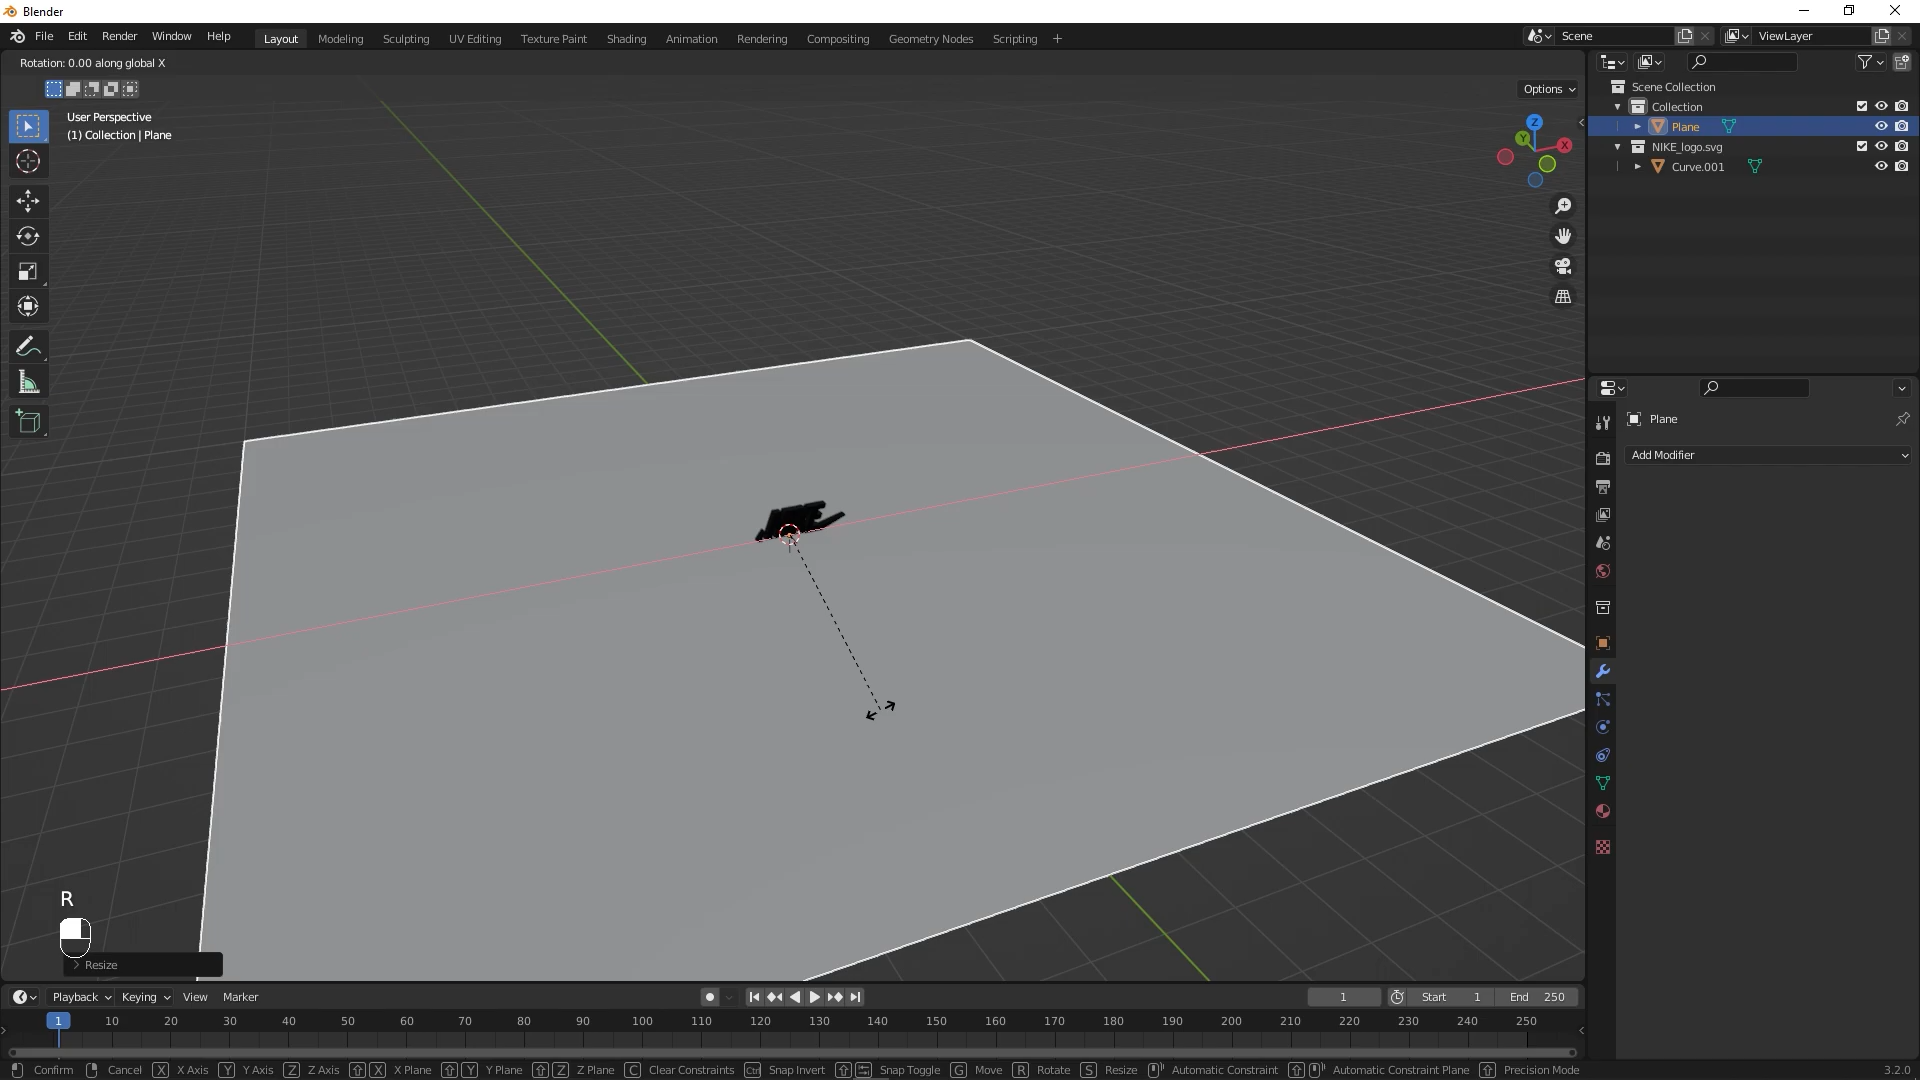 Blender
File Edit Render Window Help Layout Modeling Sculpting UV Editing Texture Paint Shading Animation Rendering Compositing Geometry Nodes Scripting Scene ViewLayer
Rotation: 0.00 along global X
Options
User Perspective
(1) Collection | Plane
Z
Y
X
Scene Collection
Collection
Plane
NIKE_logo.svg
Curve.001
Plane
Add Modifier
R
Resize
Playback Keying View Marker 1 Start 1 End 250
1 10 20 30 40 50 60 70 80 90 100 110 120 130 140 150 160 170 180 190 200 210 220 230 240 250
Confirm Cancel X X Axis Y Y Axis Z Z Axis X X Plane Y Y Plane Z Z Plane C Clear Constraints Ctrl Snap Invert Snap Toggle G Move R Rotate S Resize Automatic Constraint Automatic Constraint Plane Precision Mode 3.2.0